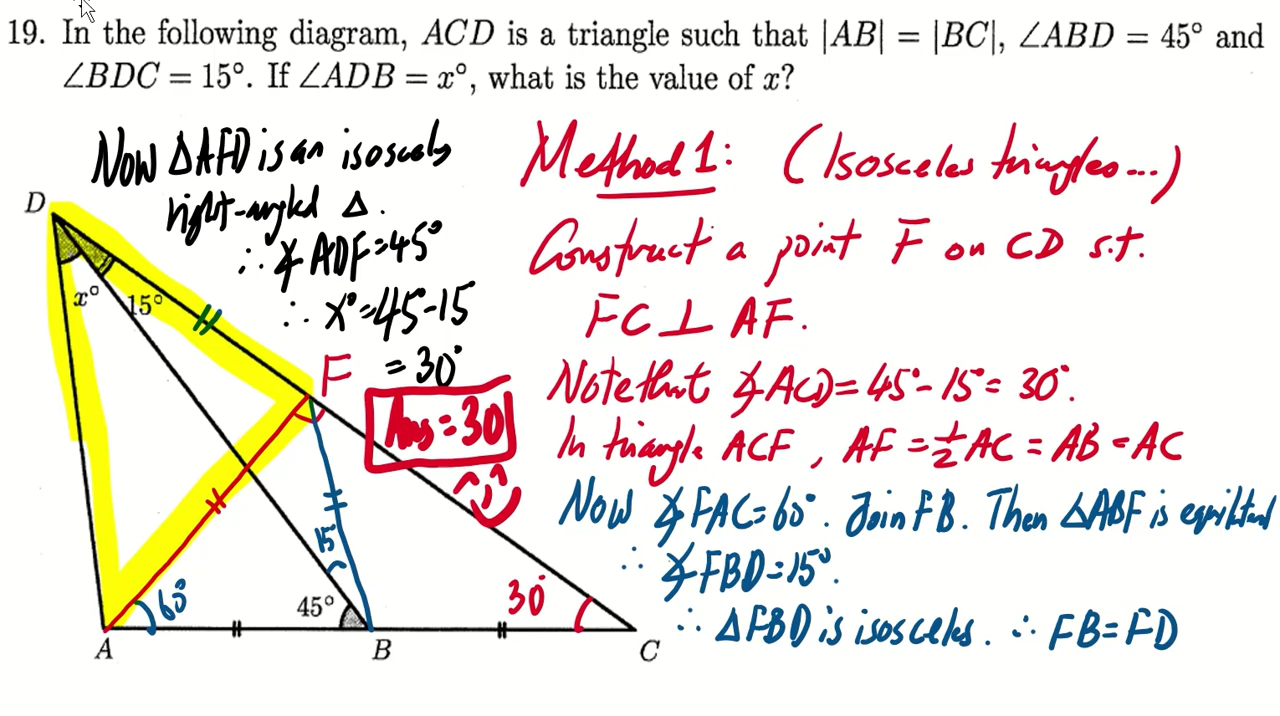 19. In the following diagram, ACD is a triangle such that |AB| = |BC|, ∠ABD = 45° and
∠BDC = 15°. If ∠ADB = x°, what is the value of x?
Now ΔAFD is an isosceles
right-angled Δ.
∴ ∡ADF=45°
∴ x°=45°-15
= 30°
Ans = 30
Method 1: (Isosceles triangles...)
Construct a point F on CD s.t.
FC⊥AF.
Note that ∡ACD=45°-15°=30°.
In triangle ACF, AF=½AC=AB=AC
Now ∡FAC=60°. Join FB. Then ΔABF is equilateral
∴ ∡FBD=15°.
∴ ΔFBD is isosceles. ∴ FB=FD
D
x°
15°
F
15°
60°
45°
30°
A
B
C